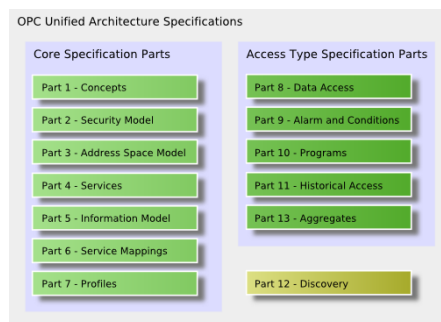 OPC Unified Architecture Specifications
Core Specification Parts
Part 1 - Concepts
Part 2 - Security Model
Part 3 - Address Space Model
Part 4 - Services
Part 5 - Information Model
Part 6 - Service Mappings
Part 7 - Profiles
Access Type Specification Parts
Part 8 - Data Access
Part 9 - Alarm and Conditions
Part 10 - Programs
Part 11 - Historical Access
Part 13 - Aggregates
Part 12 - Discovery